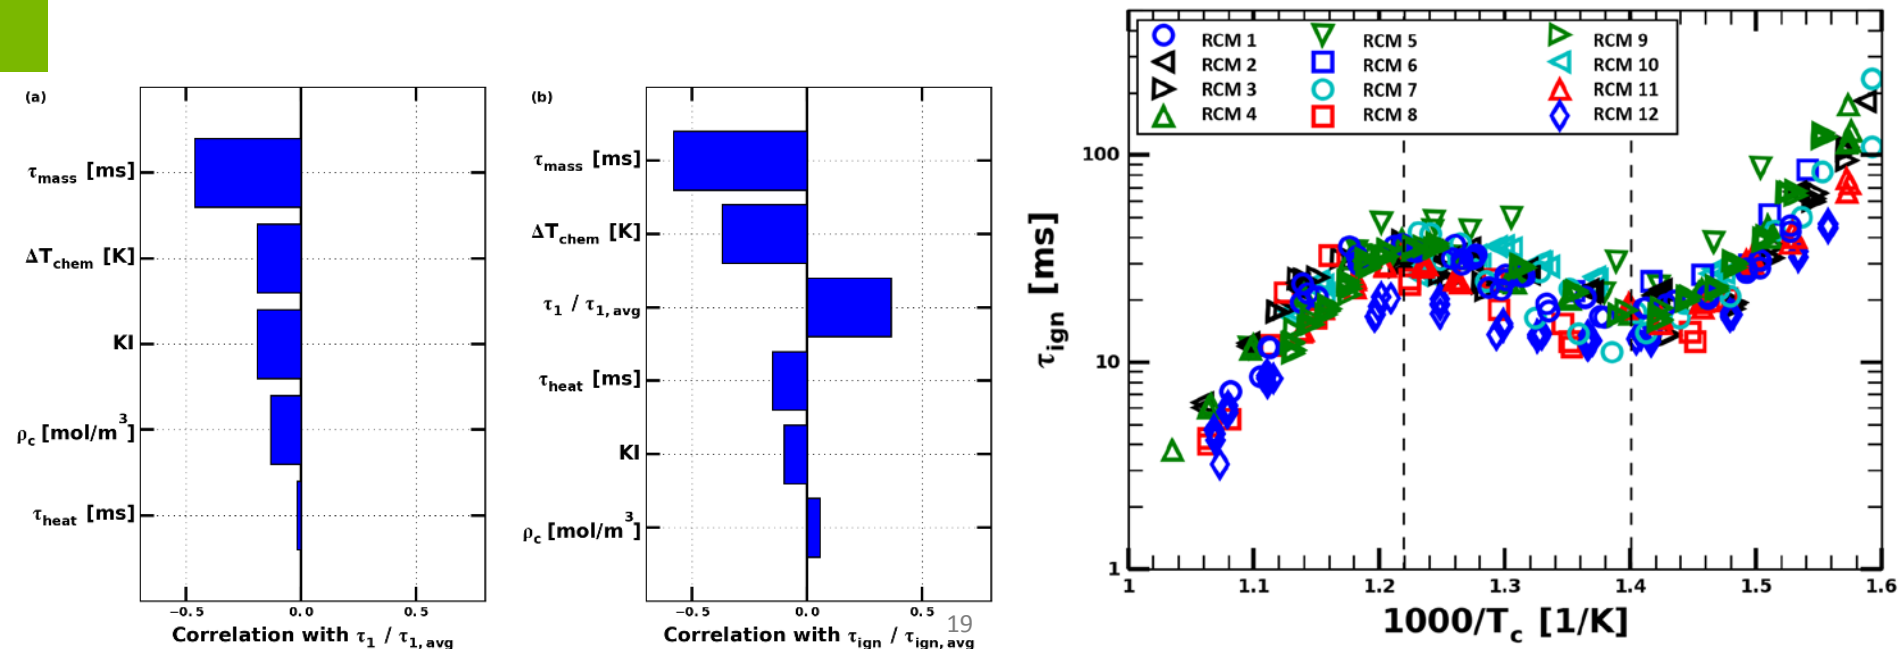 (a)
τmass [ms]
ΔTchem [K]
KI
ρc [mol/m³]
τheat [ms]
−0.5 0.0 0.5
Correlation with τ1 / τ1,avg
(b)
τmass [ms]
ΔTchem [K]
τ1 / τ1,avg
τheat [ms]
KI
ρc [mol/m³]
−0.5 0.0 0.5
Correlation with τign / τign,avg
19
RCM 1 RCM 5 RCM 9
RCM 2 RCM 6 RCM 10
RCM 3 RCM 7 RCM 11
RCM 4 RCM 8 RCM 12
100
10
1
τign [ms]
1 1.1 1.2 1.3 1.4 1.5 1.6
1000/Tc [1/K]